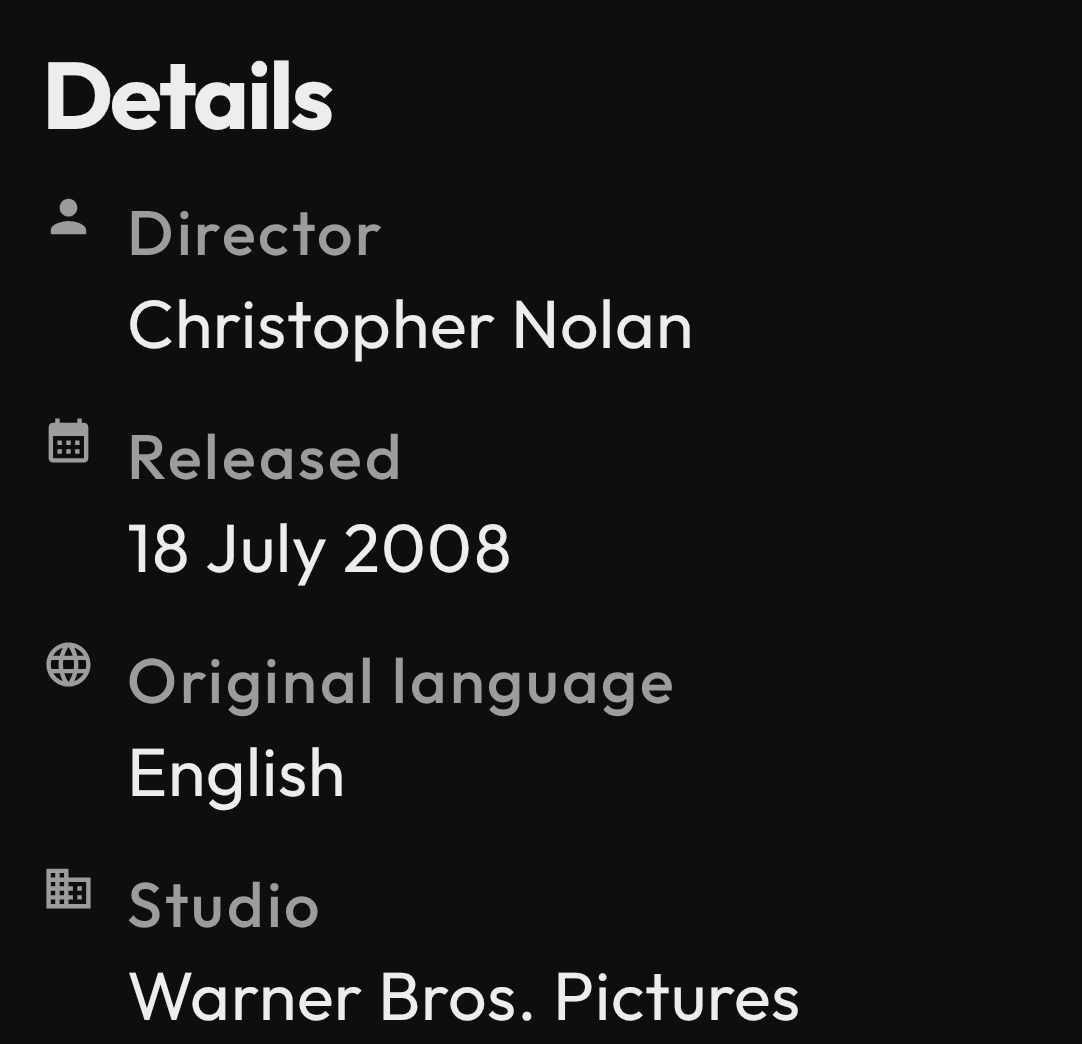 Details
Director
Christopher Nolan
Released
18 July 2008
Original language
English
Studio
Warner Bros. Pictures